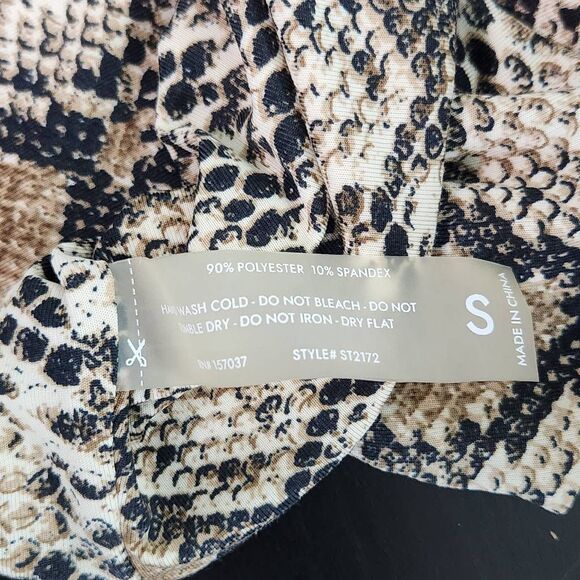 90% POLYESTER 10% SPANDEX
HAND WASH COLD - DO NOT BLEACH - DO NOT
TUMBLE DRY - DO NOT IRON - DRY FLAT
RN# 157037 STYLE# ST2172
S
MADE IN CHINA